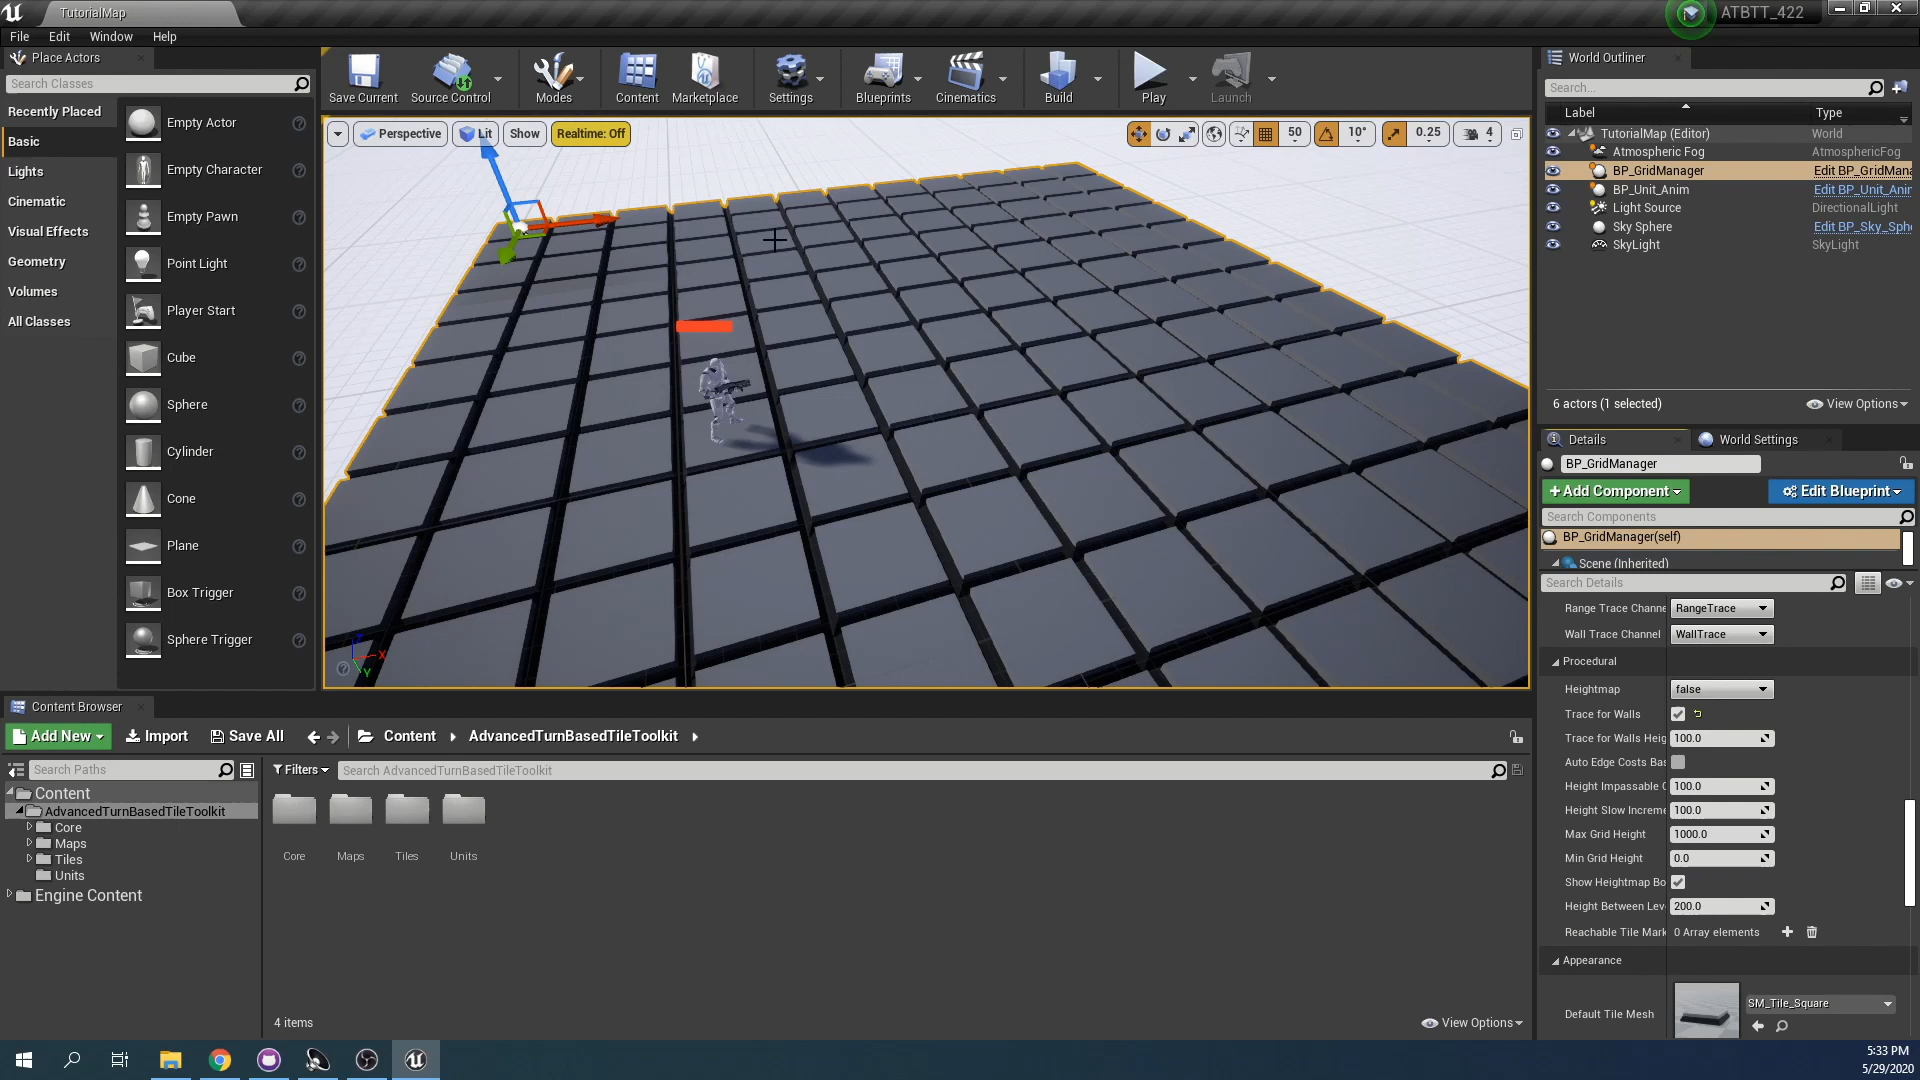 TutorialMap
ATBTT_422
File Edit Window Help
Place Actors
Search Classes
Recently Placed
Basic
Lights
Cinematic
Visual Effects
Geometry
Volumes
All Classes
Empty Actor
Empty Character
Empty Pawn
Point Light
Player Start
Cube
Sphere
Cylinder
Cone
Plane
Box Trigger
Sphere Trigger
Save Current Source Control Modes Content Marketplace Settings Blueprints Cinematics Build Play Launch
Perspective Lit Show Realtime: Off
50 10° 0.25 4
X
Y
World Outliner
Search...
Label Type
TutorialMap (Editor) World
Atmospheric Fog AtmosphericFog
BP_GridManager Edit BP_GridMana
BP_Unit_Anim Edit BP_Unit_Anin
Light Source DirectionalLight
Sky Sphere Edit BP_Sky_Sphe
SkyLight SkyLight
6 actors (1 selected) View Options
Details World Settings
BP_GridManager
+Add Component Edit Blueprint
Search Components
BP_GridManager(self)
Scene (Inherited)
Search Details
Range Trace Channe RangeTrace
Wall Trace Channel WallTrace
Procedural
Heightmap false
Trace for Walls
Trace for Walls Heig 100.0
Auto Edge Costs Bas
Height Impassable C 100.0
Height Slow Increme 100.0
Max Grid Height 1000.0
Min Grid Height 0.0
Show Heightmap Bo
Height Between Leve 200.0
Reachable Tile Mark 0 Array elements
Appearance
Default Tile Mesh SM_Tile_Square
Content Browser
Add New Import Save All Content AdvancedTurnBasedTileToolkit
Search Paths
Filters Search AdvancedTurnBasedTileToolkit
Content
AdvancedTurnBasedTileToolkit
Core
Maps
Tiles
Units
Engine Content
Core Maps Tiles Units
4 items View Options
5:33 PM
5/29/2020